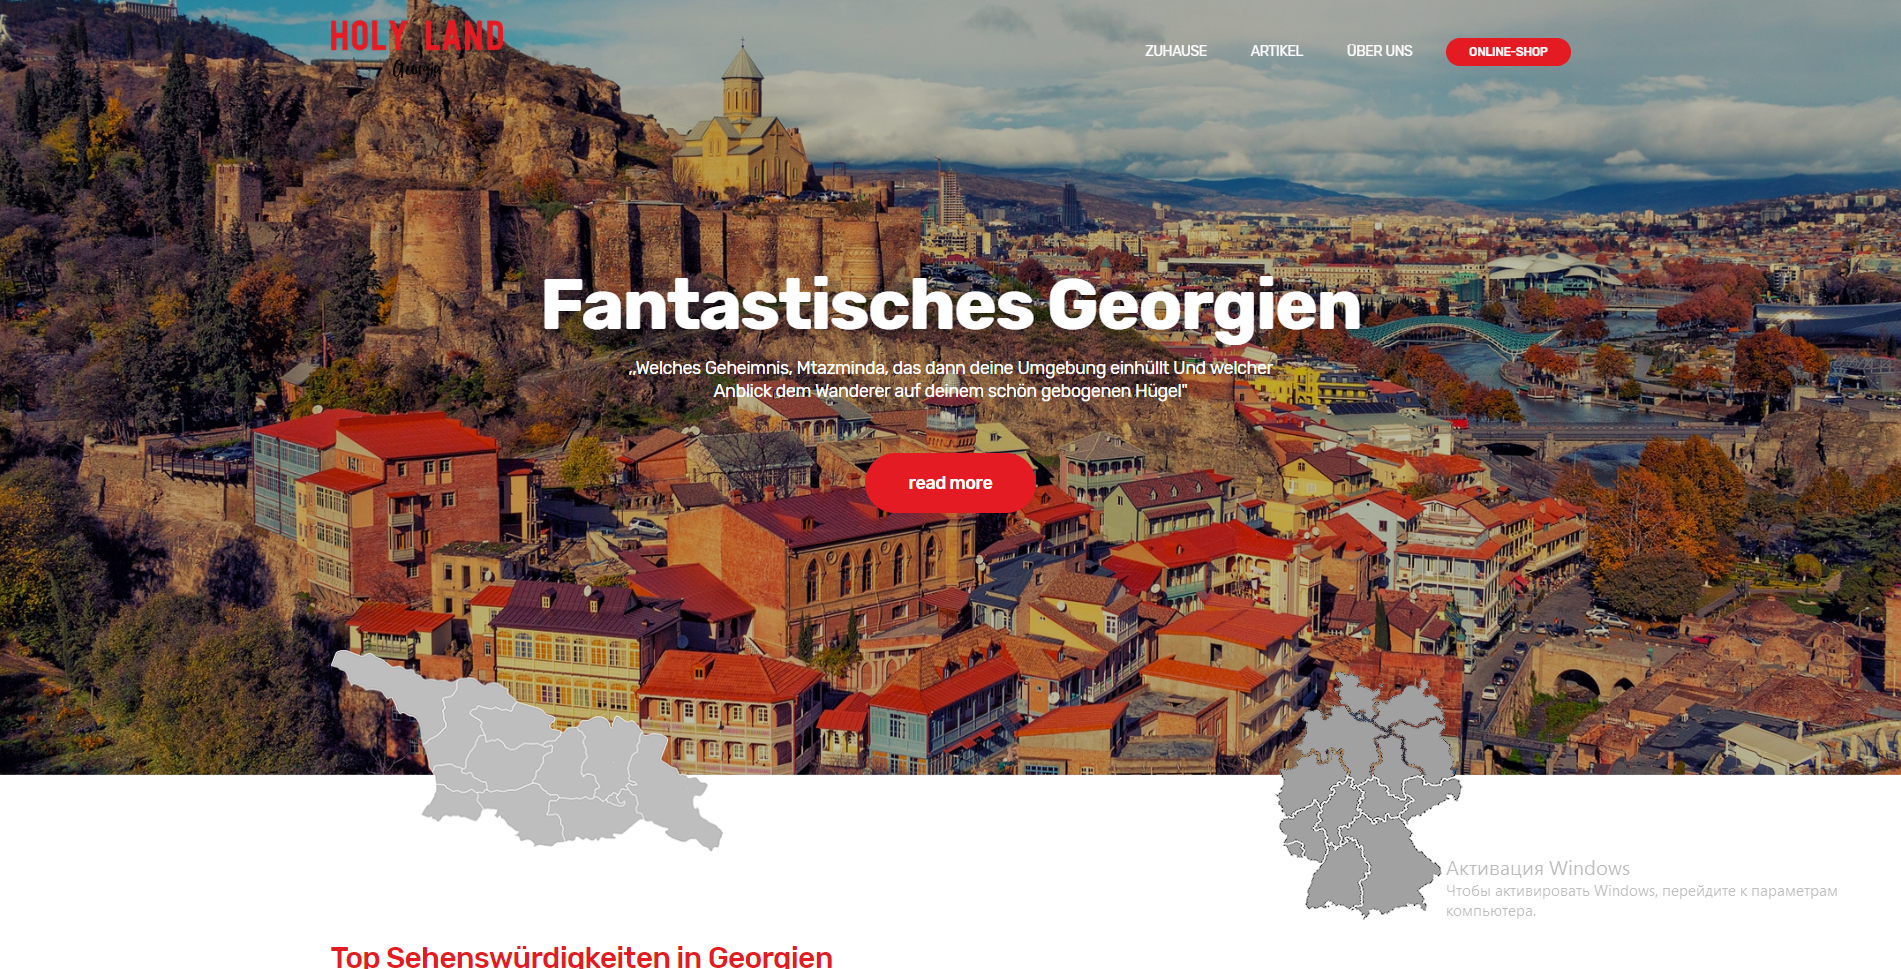 HOLY LAND
Georgia
ZUHAUSE
ARTIKEL
ÜBER UNS
ONLINE-SHOP
Fantastisches Georgien
„Welches Geheimnis, Mtazminda, das dann deine Umgebung einhüllt Und welcher
Anblick dem Wanderer auf deinem schön gebogenen Hügel"
read more
Активация Windows
Чтобы активировать Windows, перейдите к параметрам
компьютера.
Top Sehenswürdigkeiten in Georgien